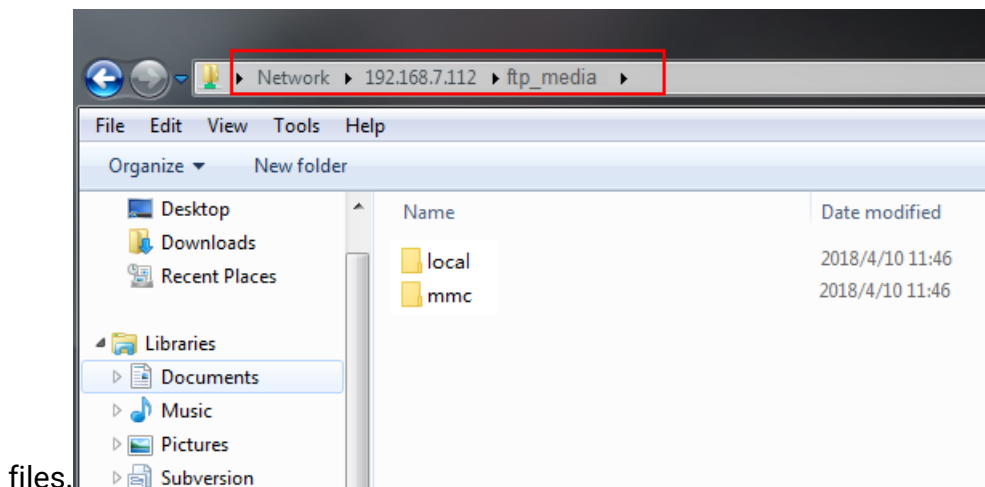 Network 192.168.7.112 ftp_media
File Edit View Tools Help
Organize New folder
Desktop
Downloads
Recent Places
Libraries
Documents
Music
Pictures
Subversion
Name Date modified
local 2018/4/10 11:46
mmc 2018/4/10 11:46
files.